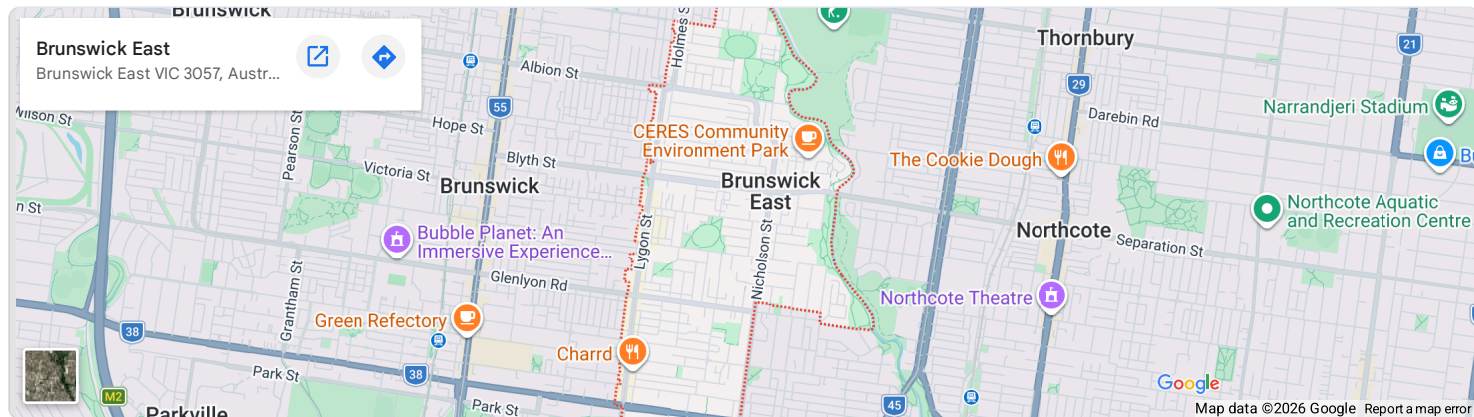 Brunswick
Brunswick East
Brunswick East VIC 3057, Austr...
Holmes S
Thornbury
21
Albion St
29
55
Wilson St
Hope St
Pearson St
CERES Community
Environment Park
Darebin Rd
Narrandjeri Stadium
The Cookie Dough
Bu
Blyth St
Victoria St
Brunswick
Brunswick
East
n St
Northcote Aquatic
and Recreation Centre
Northcote
Separation St
Bubble Planet: An
Immersive Experience...
Lygon St
Nicholson St
Glenlyon Rd
Grantham St
Northcote Theatre
38
Green Refectory
Charrd
Park St
38
M2
Park St
45
Parkville
Google
Map data ©2026 Google
Report a map error